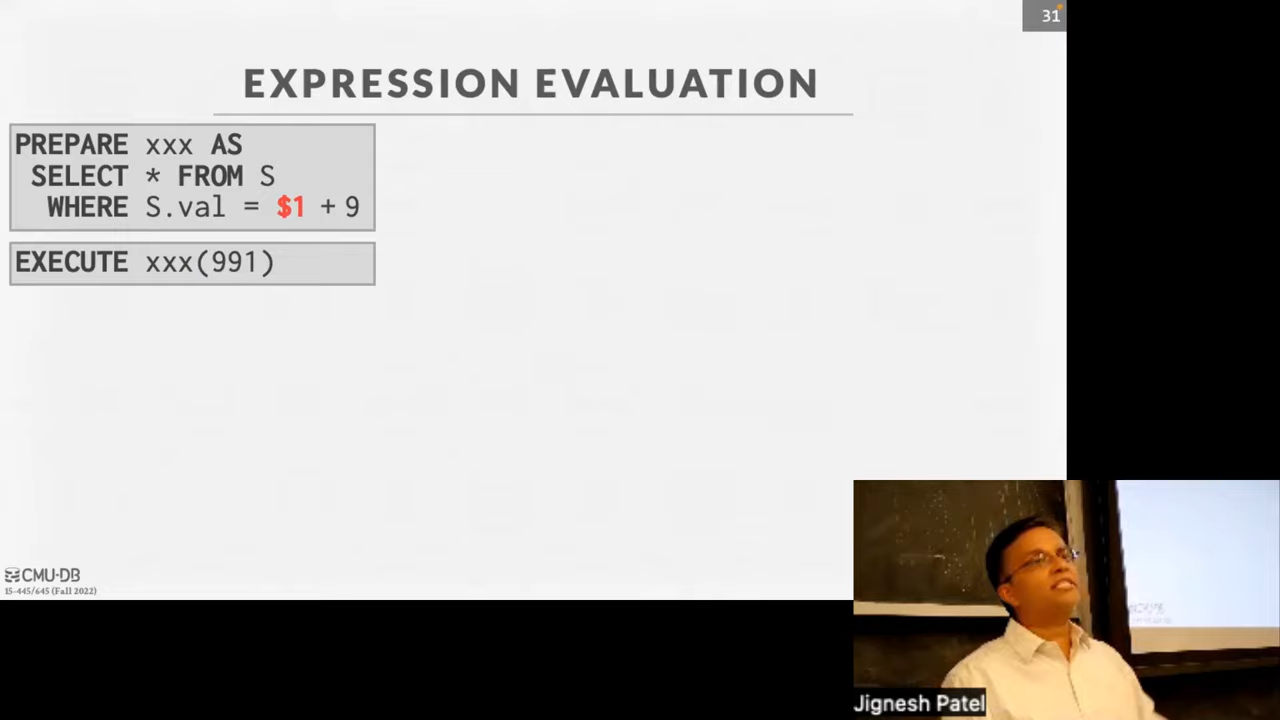 31
EXPRESSION EVALUATION
PREPARE xxx AS
SELECT * FROM S
WHERE S.val = $1 + 9
EXECUTE xxx(991)
CMU·DB
15-445/645 (Fall 2022)
Jignesh Patel